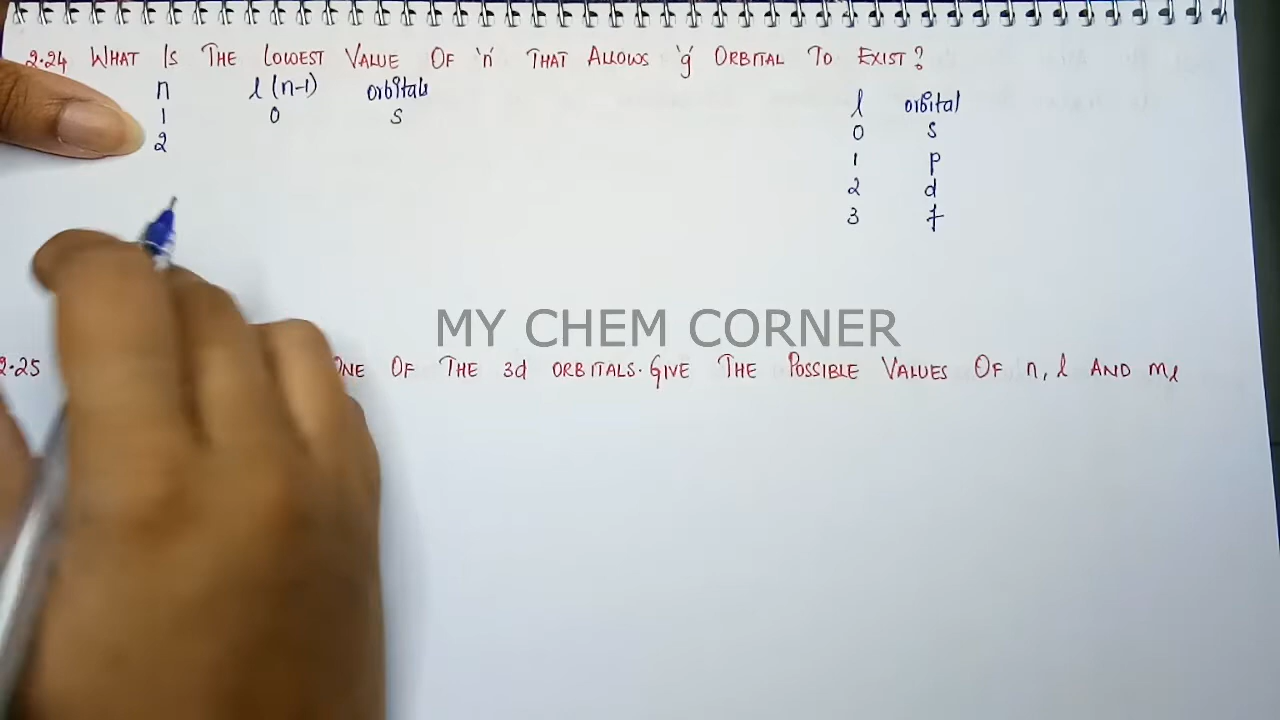 2.24 WHAT IS THE LOWEST VALUE OF 'n' THAT ALLOWS 'g' ORBITAL TO EXIST?
n l(n-1) orbitals
1 0 s
2
l orbital
0 s
1 p
2 d
3 f
MY CHEM CORNER
2.25 ONE OF THE 3d ORBITALS. GIVE THE POSSIBLE VALUES OF n, l AND ml